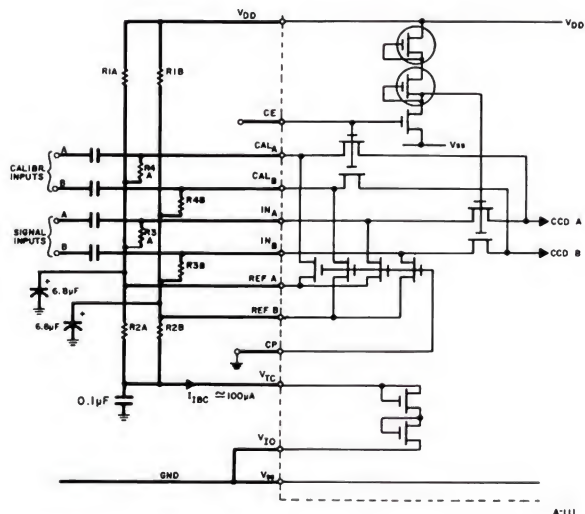 VDD
VDD
R1A
R1B
CE
Vss
A
CALA
CALIBR. INPUTS
R4 A
B
CALB
R4B
A
INA
CCD A
SIGNAL INPUTS
R3 A
B
INB
CCD B
R3B
6.8µF
REF A
6.8µF
REF B
R2A
R2B
CP
VTC
0.1µF
IIBC ≃100µA
VIO
GND
A-111